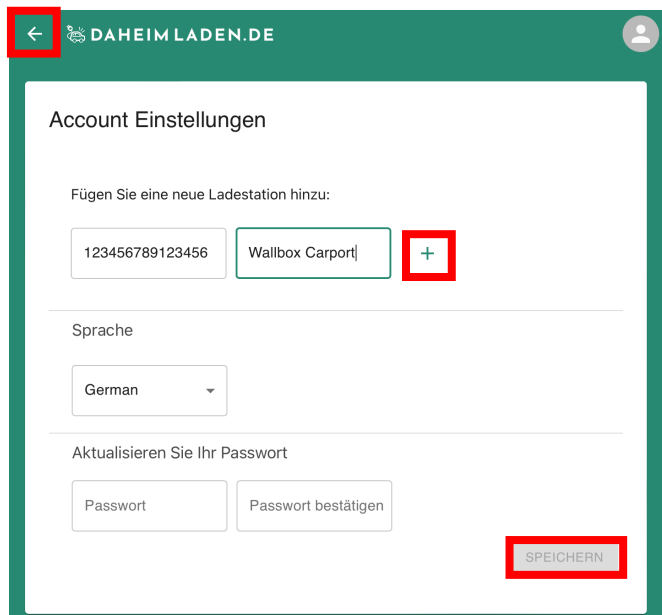 DAHEIMLADEN.DE
Account Einstellungen
Fügen Sie eine neue Ladestation hinzu:
123456789123456 Wallbox Carport +
Sprache
German
Aktualisieren Sie Ihr Passwort
Passwort Passwort bestätigen
SPEICHERN